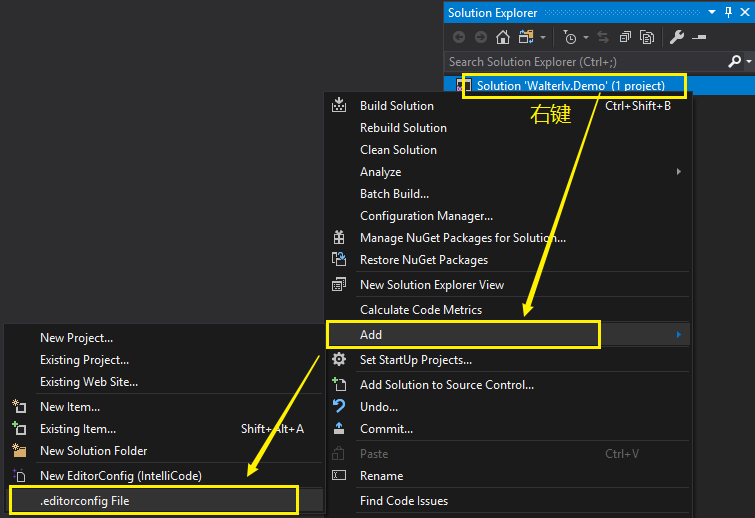 Solution Explorer
Search Solution Explorer (Ctrl+;)
Solution 'Walterlv.Demo' (1 project)
右键
Build Solution Ctrl+Shift+B
Rebuild Solution
Clean Solution
Analyze
Batch Build...
Configuration Manager...
Manage NuGet Packages for Solution...
Restore NuGet Packages
New Solution Explorer View
Calculate Code Metrics
Add
Set StartUp Projects...
Add Solution to Source Control...
Undo...
Commit...
Paste Ctrl+V
Rename
Find Code Issues
New Project...
Existing Project...
Existing Web Site...
New Item...
Existing Item... Shift+Alt+A
New Solution Folder
New EditorConfig (IntelliCode)
.editorconfig File